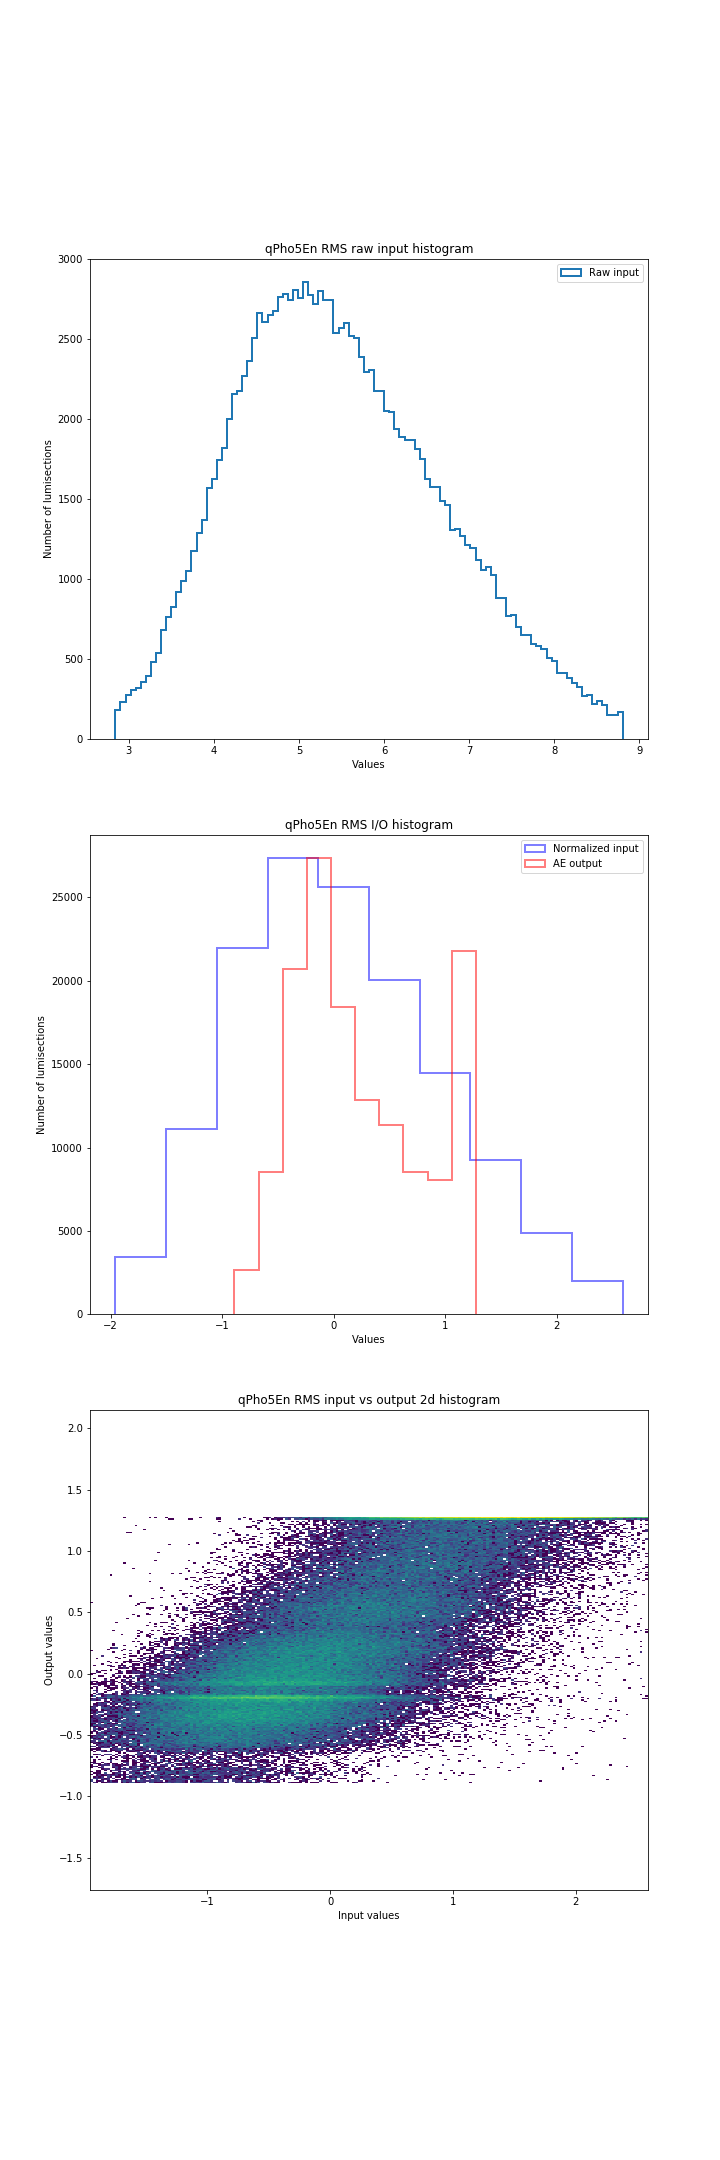 qPho5En RMS raw input histogram
Raw input
Number of lumisections
3000
2500
2000
1500
1000
500
0
3 4 5 6 7 8 9
Values
qPho5En RMS I/O histogram
Normalized input
AE output
Number of lumisections
25000
20000
15000
10000
5000
0
−2 −1 0 1 2
Values
qPho5En RMS input vs output 2d histogram
Output values
2.0
1.5
1.0
0.5
0.0
−0.5
−1.0
−1.5
−1 0 1 2
Input values